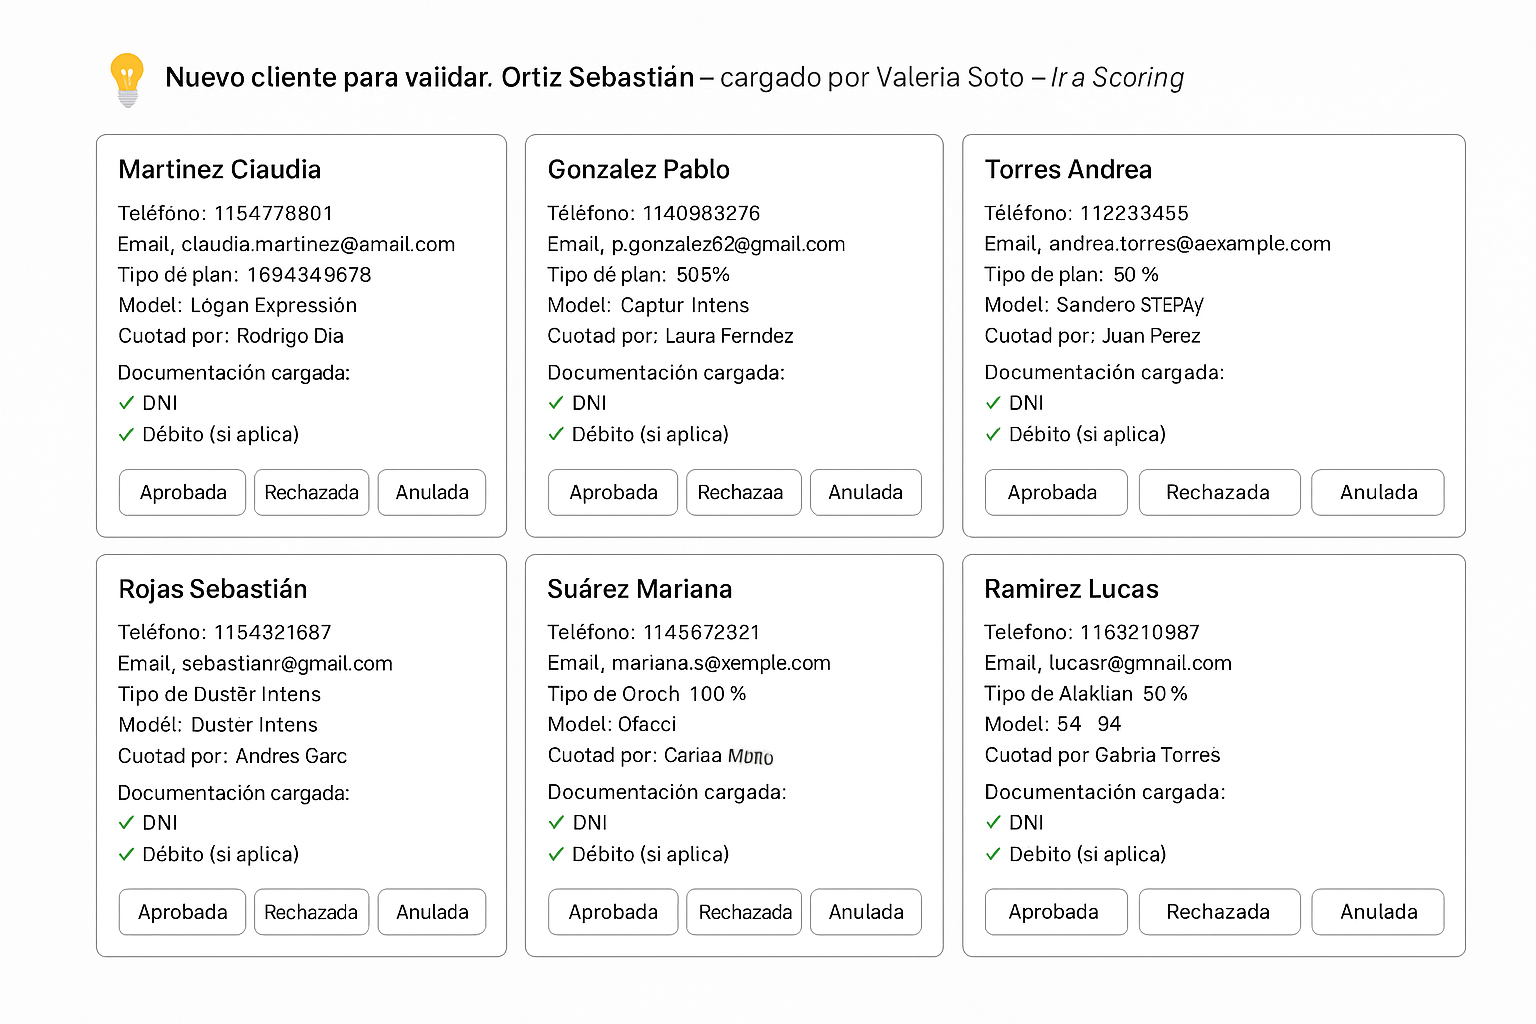 Nuevo cliente para vaiidar. Ortiz Sebastián – cargado por Valeria Soto – Ir a Scoring
Martinez Ciaudia
Teléfóno: 1154778801
Email, claudia.martinez@amail.com
Tipo dé plan: 1694349678
Model: Lógan Expressión
Cuotad por: Rodrigo Dia
Documentación cargada:
✓ DNI
✓ Débito (si aplica)
Aprobada Rechazada Anulada
Gonzalez Pablo
Téléfono: 1140983276
Email, p.gonzalez62@gmail.com
Tipo dé plan: 505%
Model: Captur Intens
Cuotad por: Laura Ferndez
Documentación cargada:
✓ DNI
✓ Débito (si aplica)
Aprobada Rechazaa Anulada
Torres Andrea
Téléfono: 112233455
Email, andrea.torres@aexample.com
Tipo de plan: 50 %
Model: Sandero STEPAy
Cuotad por: Juan Perez
Documentación cargada:
✓ DNI
✓ Débito (si aplica)
Aprobada Rechazada Anulada
Rojas Sebastián
Teléfono: 1154321687
Email, sebastianr@gmail.com
Tipo de Dustēr Intens
Modél: Duster Intens
Cuotad por: Andres Garc
Documentación cargada:
✓ DNI
✓ Débito (si aplica)
Aprobada Rechazada Anulada
Suárez Mariana
Teléfono: 1145672321
Email, mariana.s@xemple.com
Tipo de Oroch 100 %
Model: Ofacci
Cuotad por: Cariaa
Documentación cargada:
✓ DNI
✓ Débito (si aplica)
Aprobada Rechazada Anulada
Ramirez Lucas
Telefono: 1163210987
Email, lucasr@gmnail.com
Tipo de Alaklian 50 %
Model: 54 94
Cuotad por Gabria Torres
Documentación cargada:
✓ DNI
✓ Debito (si aplica)
Aprobada Rechazada Anulada